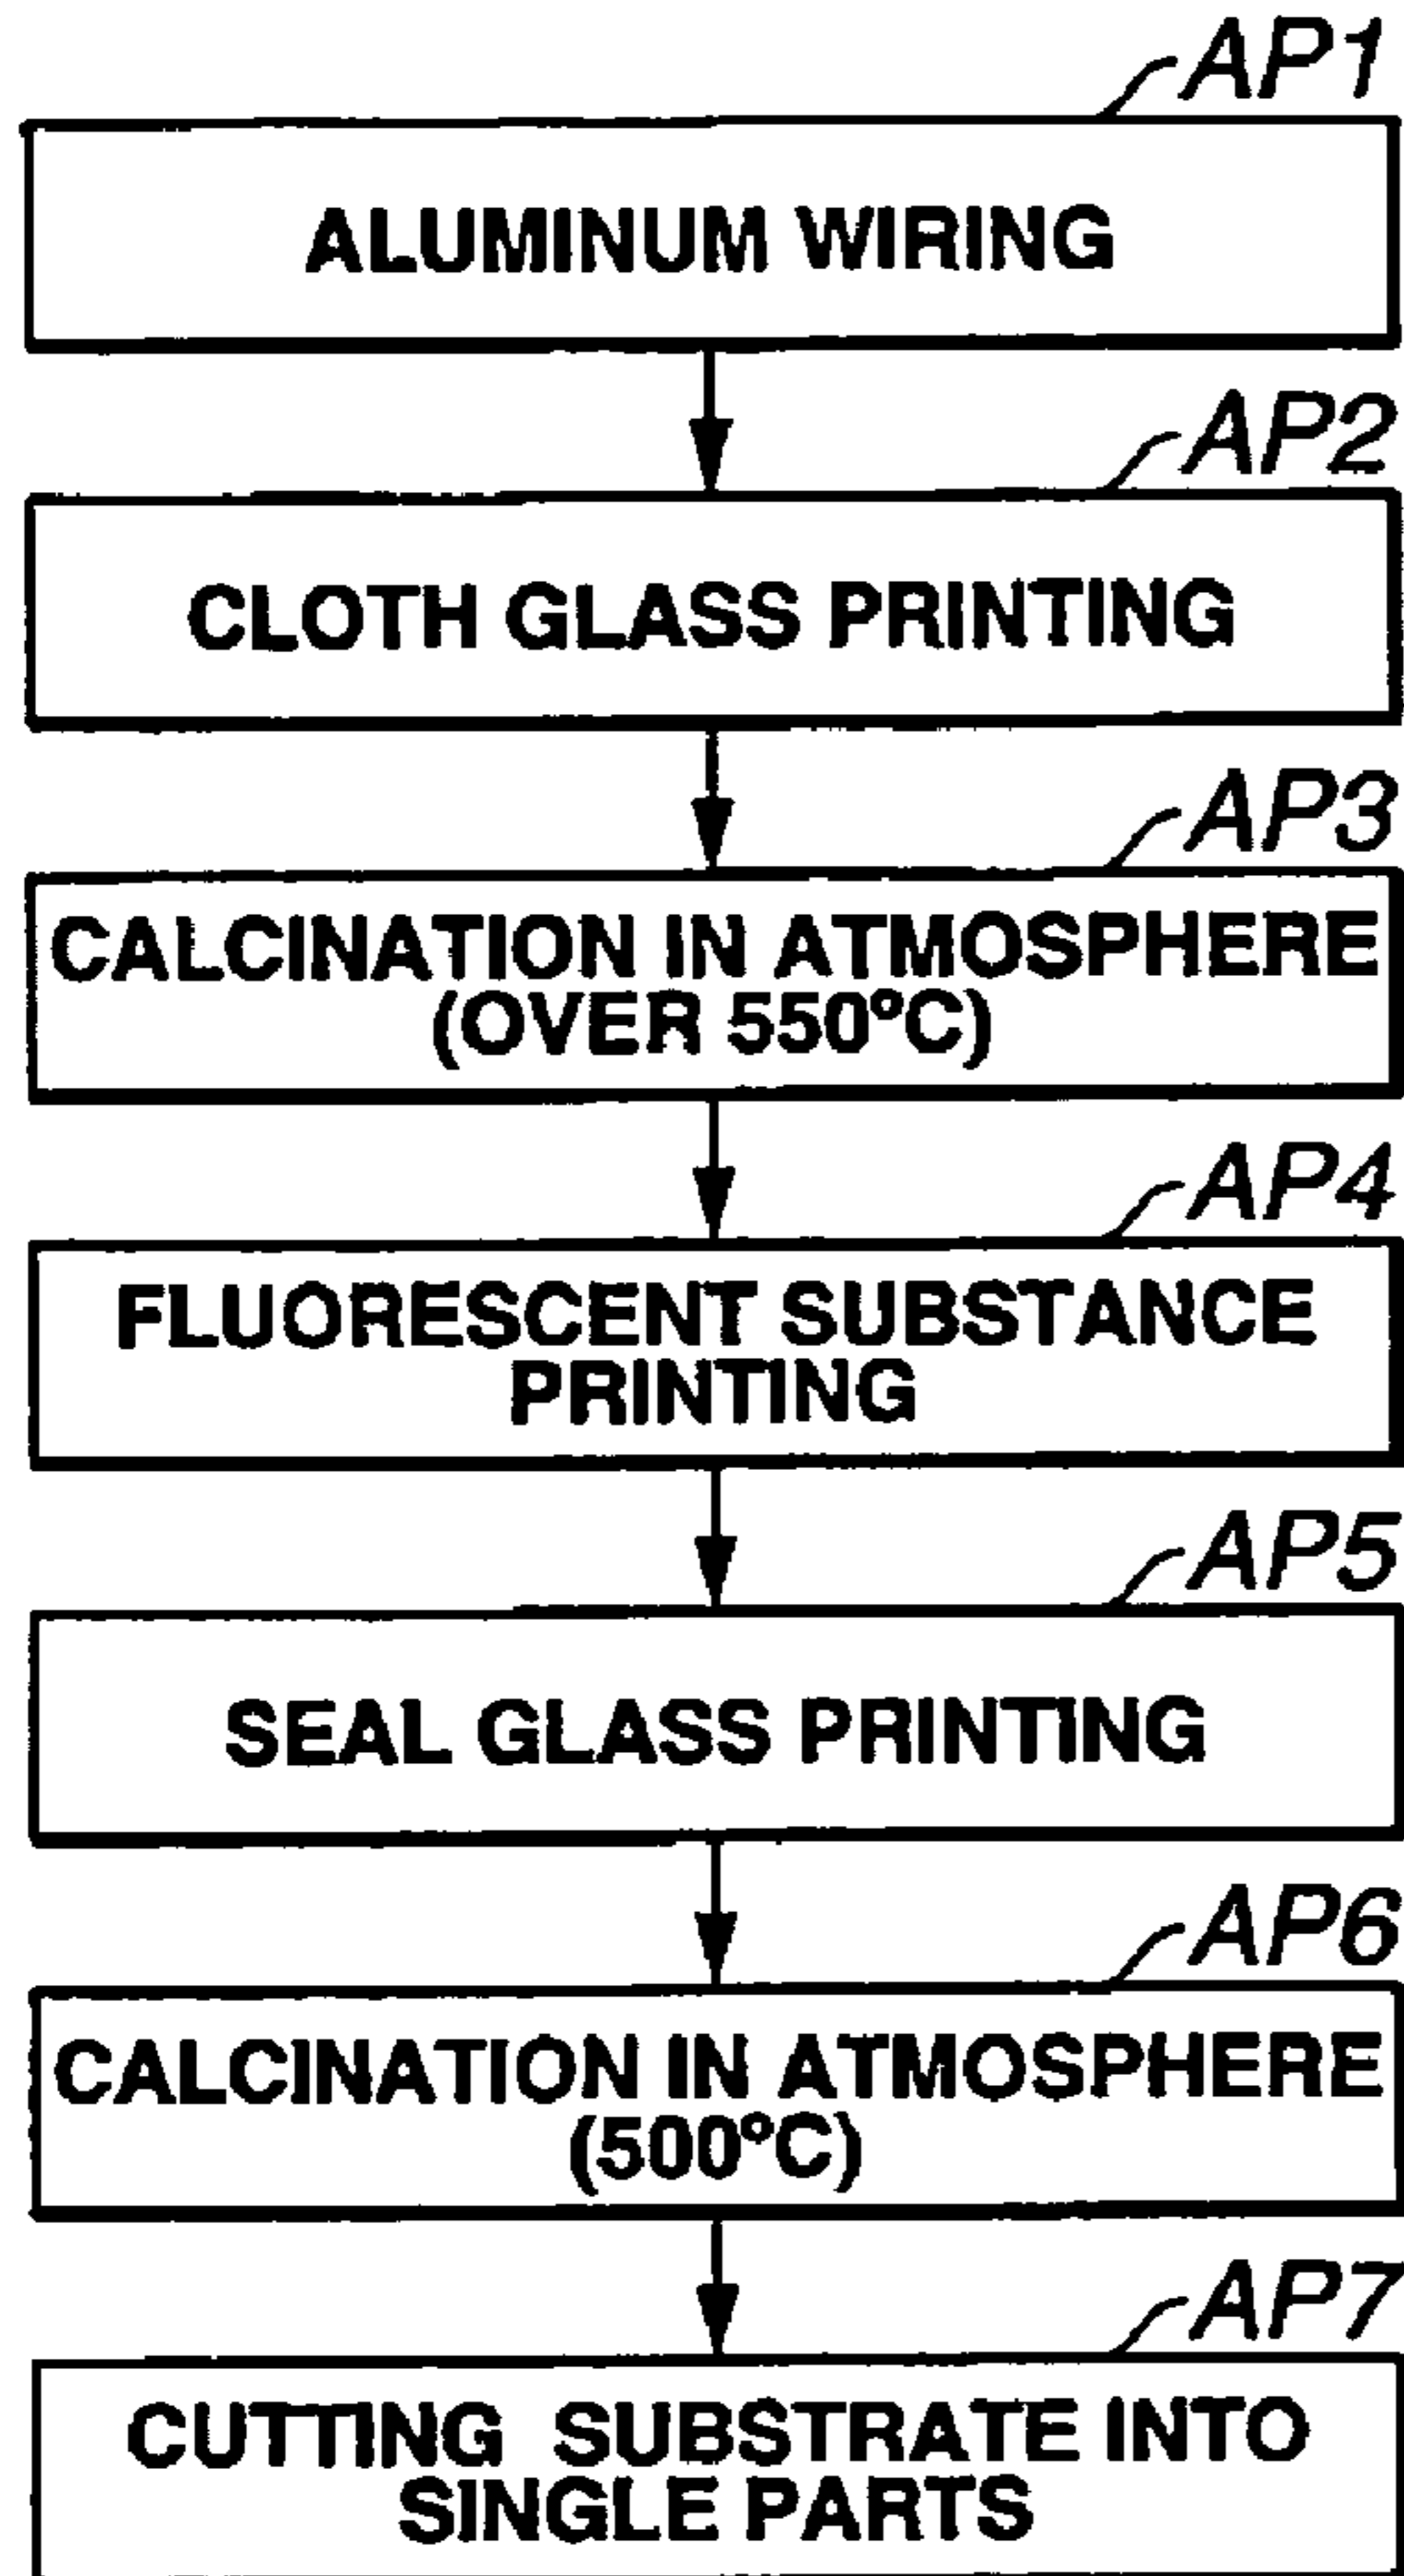 AP1
ALUMINUM WIRING
AP2
CLOTH GLASS PRINTING
AP3
CALCINATION IN ATMOSPHERE
(OVER 550°C)
AP4
FLUORESCENT SUBSTANCE
PRINTING
AP5
SEAL GLASS PRINTING
AP6
CALCINATION IN ATMOSPHERE
(500°C)
AP7
CUTTING SUBSTRATE INTO
SINGLE PARTS